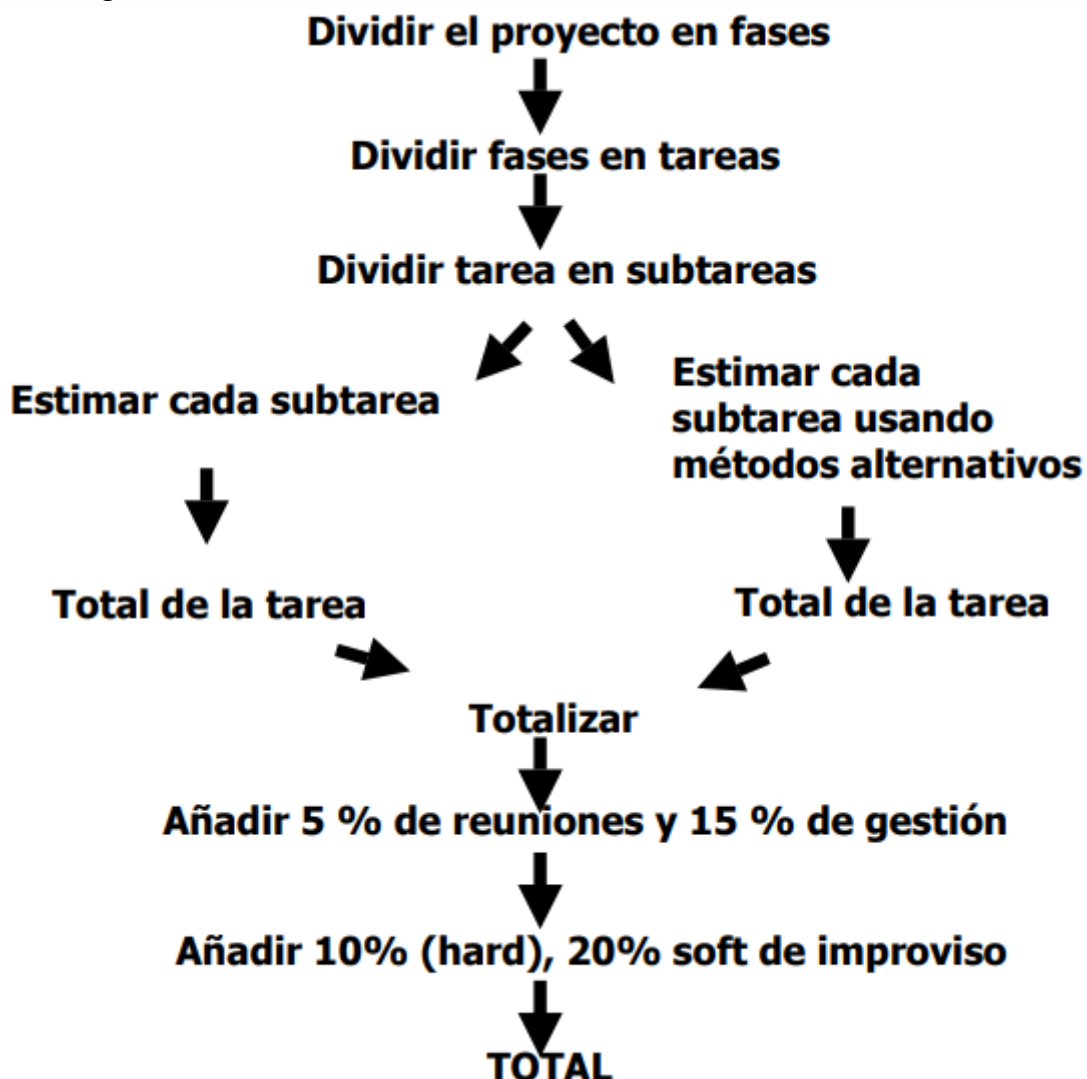 Dividir el proyecto en fases
Dividir fases en tareas
Dividir tarea en subtareas
Estimar cada subtarea
Estimar cada
subtarea usando
métodos alternativos
Total de la tarea
Total de la tarea
Totalizar
Añadir 5 % de reuniones y 15 % de gestión
Añadir 10% (hard), 20% soft de improviso
TOTAL